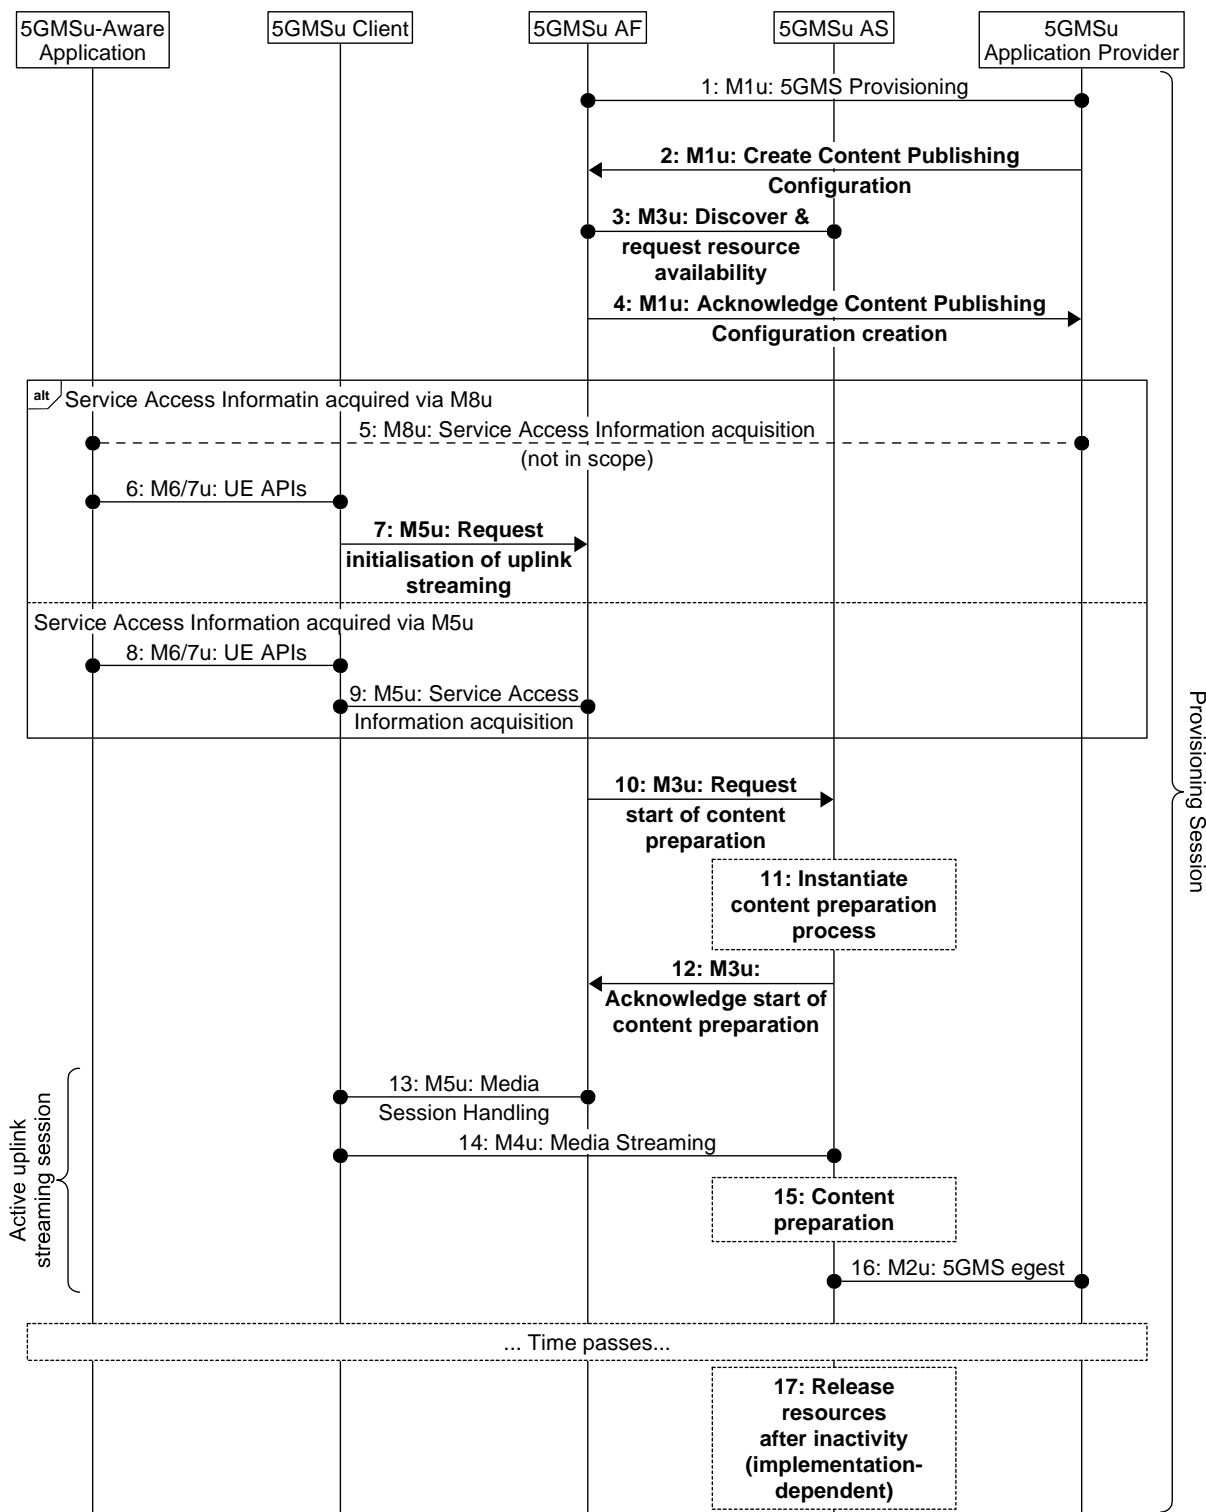 5GMSu-Aware
Application
5GMSu Client
5GMSu AF
5GMSu AS
5GMSu
Application Provider
1: M1u: 5GMS Provisioning
2: M1u: Create Content Publishing
Configuration
3: M3u: Discover &
request resource
availability
4: M1u: Acknowledge Content Publishing
Configuration creation
alt
Service Access Informatin acquired via M8u
5: M8u: Service Access Information acquisition
(not in scope)
6: M6/7u: UE APIs
7: M5u: Request
initialisation of uplink
streaming
Service Access Information acquired via M5u
8: M6/7u: UE APIs
9: M5u: Service Access
Information acquisition
Provisioning Session
10: M3u: Request
start of content
preparation
11: Instantiate
content preparation
process
12: M3u:
Acknowledge start of
content preparation
Active uplink
streaming session
13: M5u: Media
Session Handling
14: M4u: Media Streaming
15: Content
preparation
16: M2u: 5GMS egest
... Time passes...
17: Release
resources
after inactivity
(implementation-
dependent)